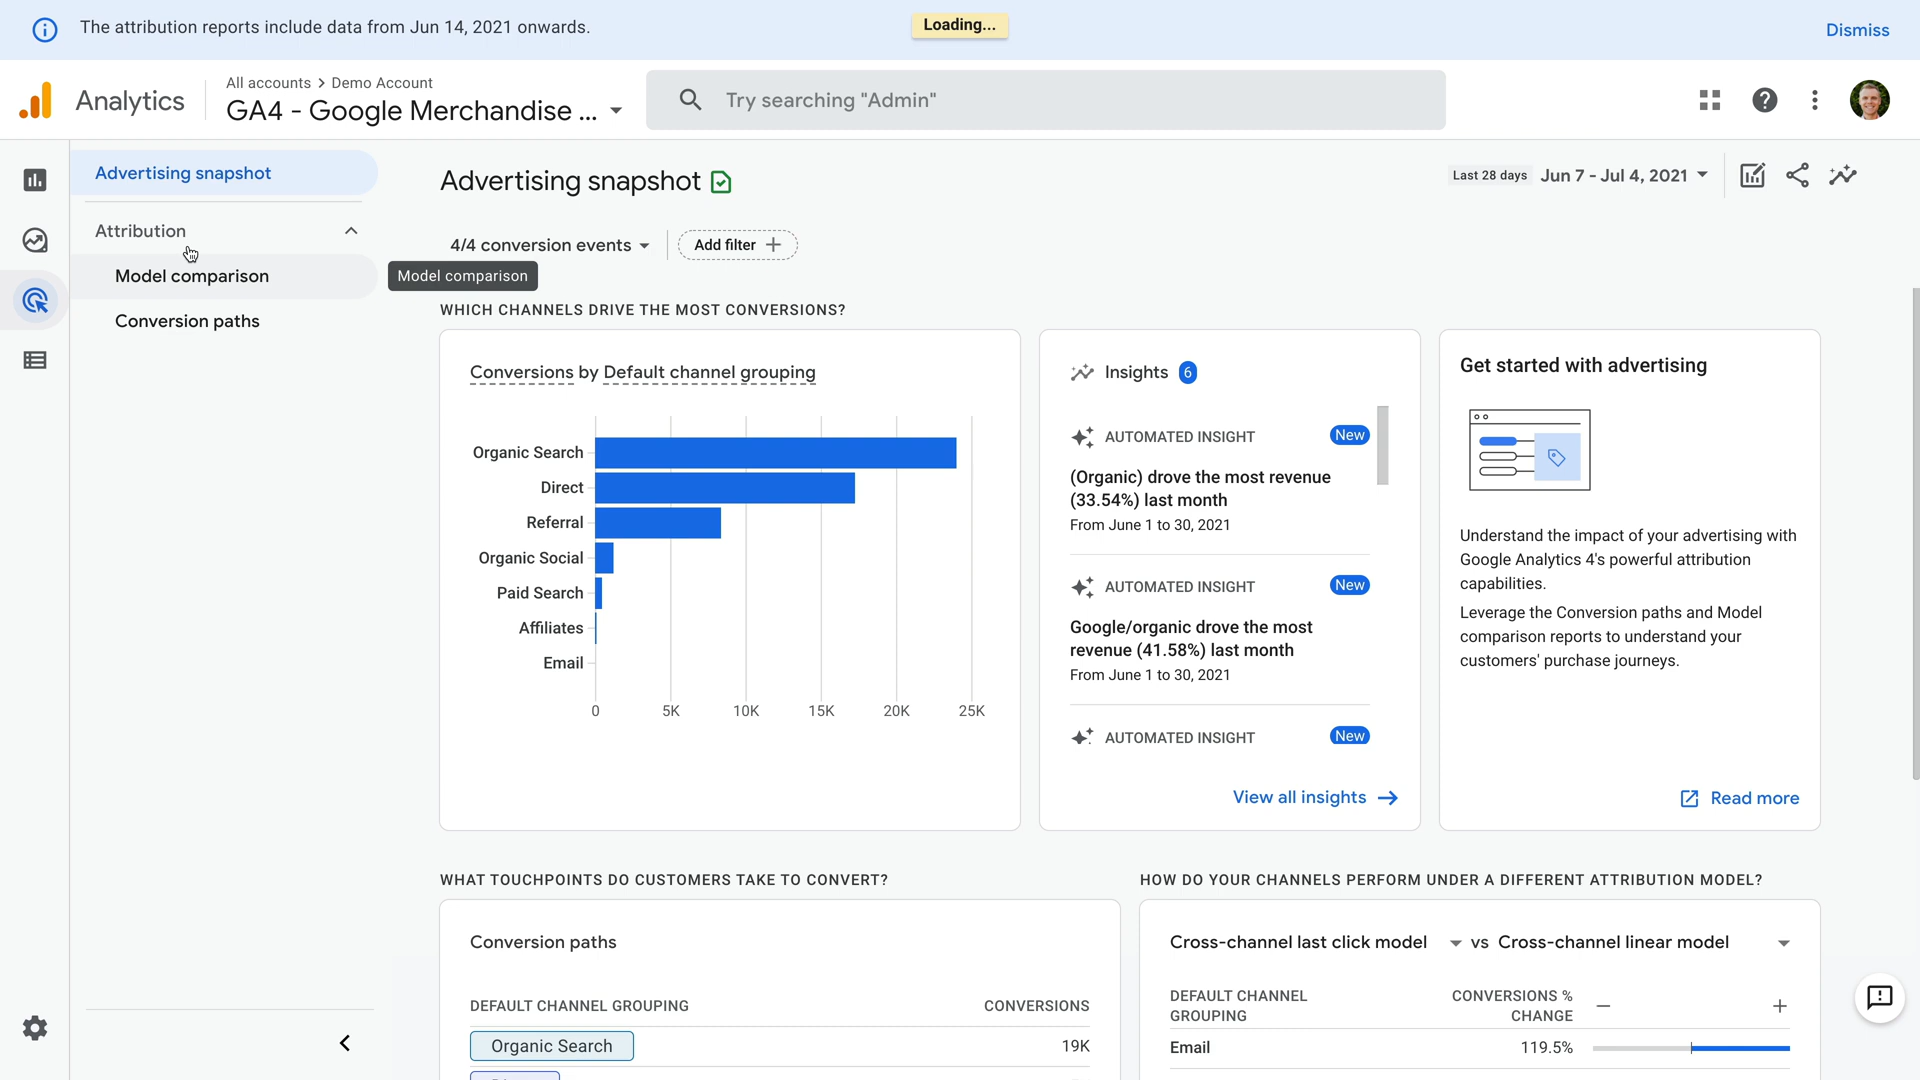 The attribution reports include data from Jun 14, 2021 onwards.
Loading...
Dismiss
Analytics
All accounts > Demo Account
GA4 - Google Merchandise ...
Try searching "Admin"
Advertising snapshot
Attribution
Model comparison
Conversion paths
Advertising snapshot
Last 28 days Jun 7 - Jul 4, 2021
4/4 conversion events
Add filter +
Model comparison
WHICH CHANNELS DRIVE THE MOST CONVERSIONS?
Conversions by Default channel grouping
Organic Search
Direct
Referral
Organic Social
Paid Search
Affiliates
Email
0 5K 10K 15K 20K 25K
Insights 6
AUTOMATED INSIGHT New
(Organic) drove the most revenue
(33.54%) last month
From June 1 to 30, 2021
AUTOMATED INSIGHT New
Google/organic drove the most
revenue (41.58%) last month
From June 1 to 30, 2021
AUTOMATED INSIGHT New
View all insights
Get started with advertising
Understand the impact of your advertising with
Google Analytics 4's powerful attribution
capabilities.
Leverage the Conversion paths and Model
comparison reports to understand your
customers' purchase journeys.
Read more
WHAT TOUCHPOINTS DO CUSTOMERS TAKE TO CONVERT?
Conversion paths
DEFAULT CHANNEL GROUPING CONVERSIONS
Organic Search 19K
HOW DO YOUR CHANNELS PERFORM UNDER A DIFFERENT ATTRIBUTION MODEL?
Cross-channel last click model vs Cross-channel linear model
DEFAULT CHANNEL
GROUPING
CONVERSIONS %
CHANGE
Email 119.5%